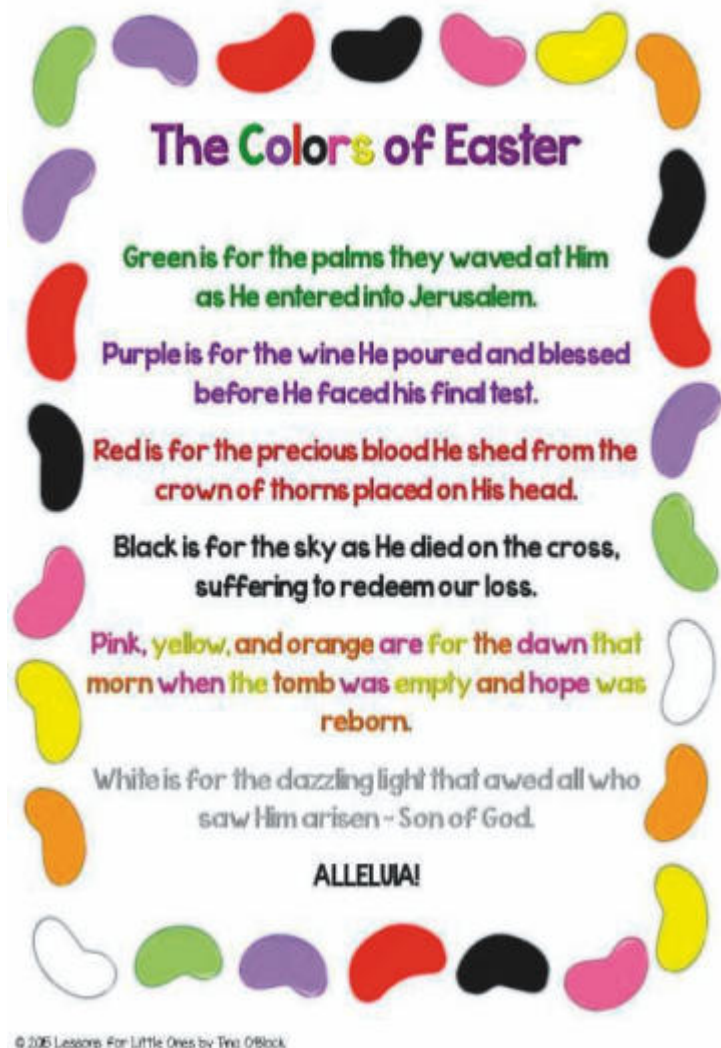 The Colors of Easter
Green is for the palms they waved at Him
as He entered into Jerusalem.
Purple is for the wine He poured and blessed
before He faced his final test.
Red is for the precious blood He shed from the
crown of thorns placed on His head.
Black is for the sky as He died on the cross,
suffering to redeem our loss.
Pink, yellow, and orange are for the dawn that
morn when the tomb was empty and hope was
reborn.
White is for the dazzling light that awed all who
saw Him arisen - Son of God.
ALLELUIA!
© 2015 Lessons for Little Ones by Tina O'Block